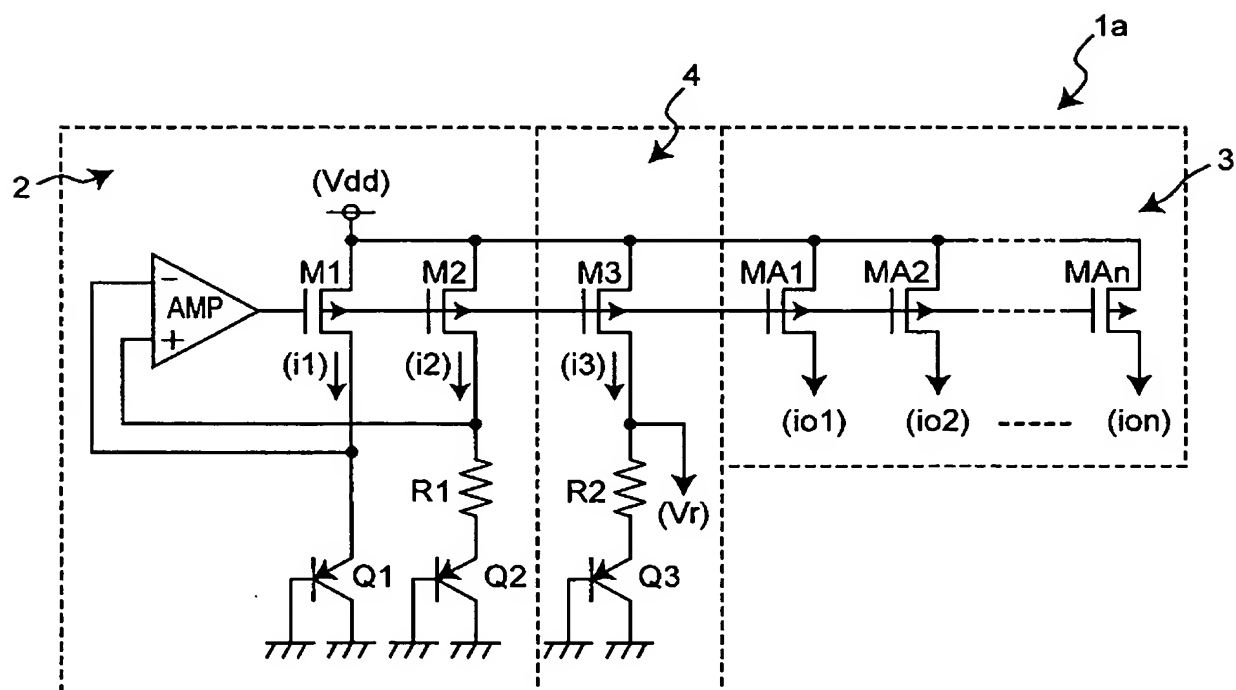 1a
4
2
3
(Vdd)
M1 M2 M3 MA1 MA2 MAn
−
AMP
+
(i1) (i2) (i3)
(io1) (io2) (ion)
R1 R2
(Vr)
Q1 Q2 Q3